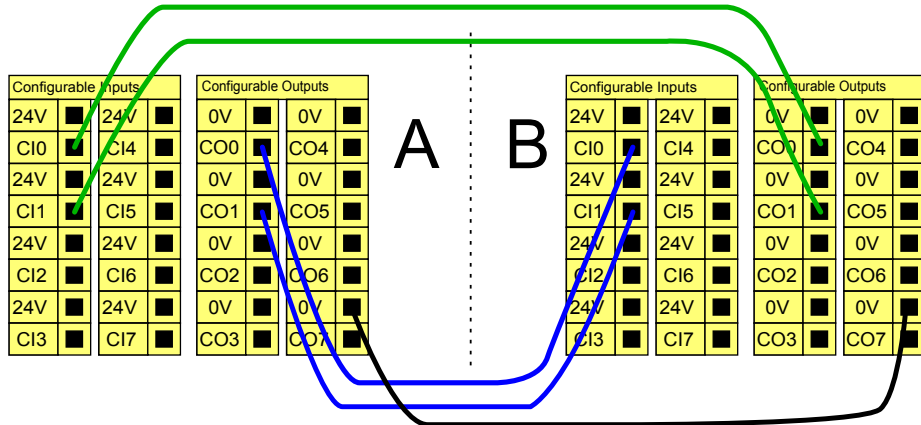 Configurable Inputs
24V 24V
CI0 CI4
24V 24V
CI1 CI5
24V 24V
CI2 CI6
24V 24V
CI3 CI7
Configurable Outputs
0V 0V
CO0 CO4
0V 0V
CO1 CO5
0V 0V
CO2 CO6
0V 0V
CO3 CO7
A
B
Configurable Inputs
24V 24V
CI0 CI4
24V 24V
CI1 CI5
24V 24V
CI2 CI6
24V 24V
CI3 CI7
Configurable Outputs
0V 0V
CO0 CO4
0V 0V
CO1 CO5
0V 0V
CO2 CO6
0V 0V
CO3 CO7